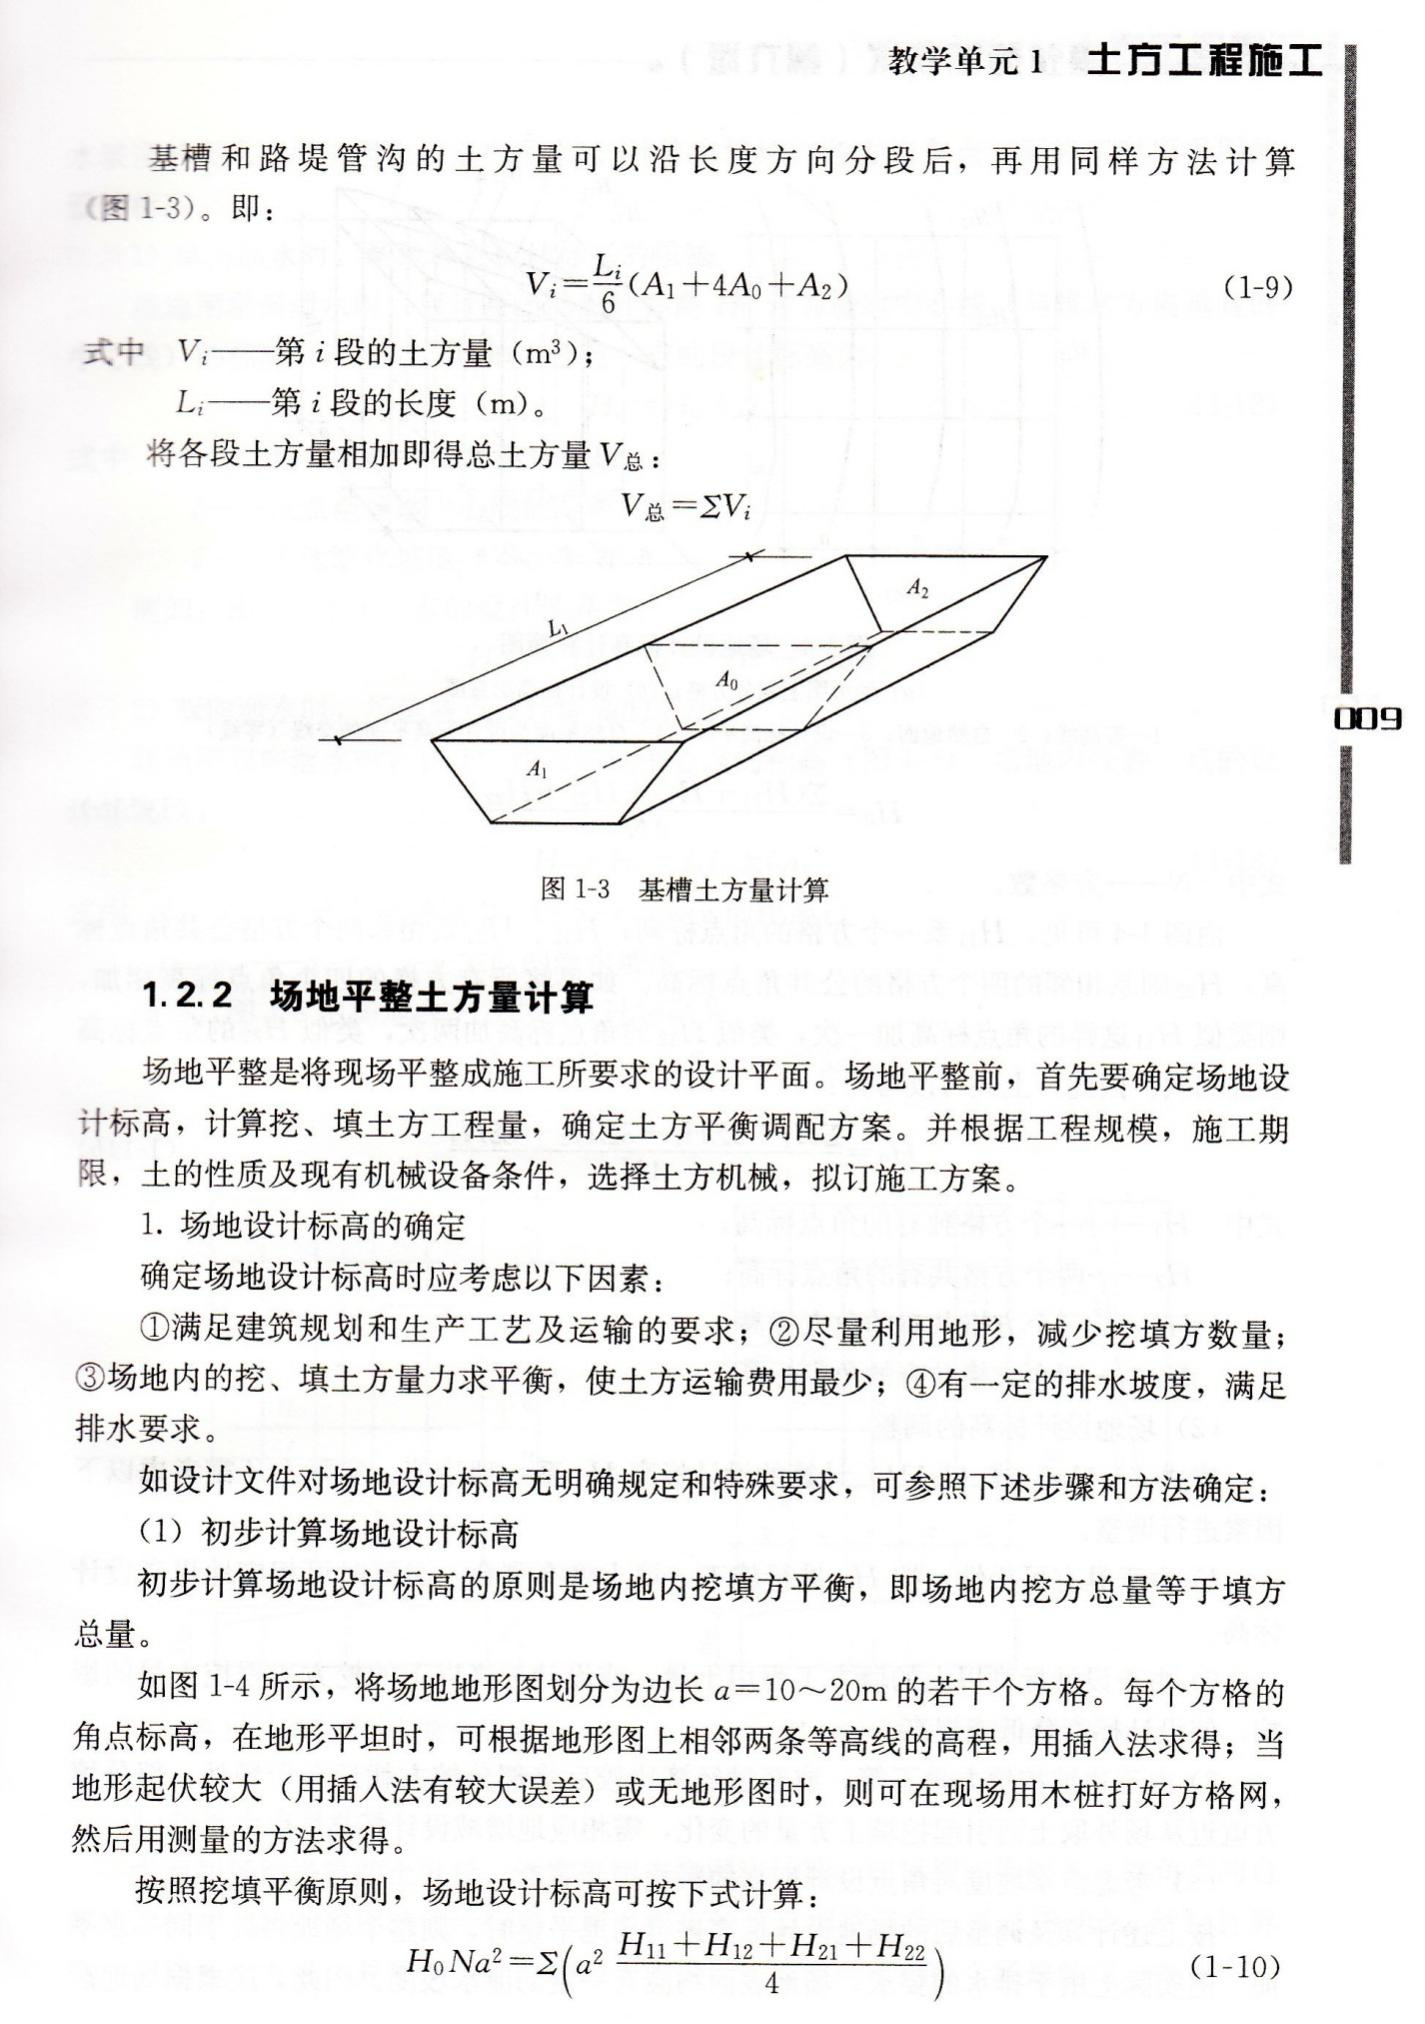 教学单元1 土方工程施工
基槽和路堤管沟的土方量可以沿长度方向分段后，再用同样方法计算
（图1-3）。即：
V_i=L_i/6(A_1+4A_0+A_2) (1-9)
式中 V_i——第i段的土方量（m³）；
L_i——第i段的长度（m）。
将各段土方量相加即得总土方量V_总：
V_总=ΣV_i
A_2
L_1
A_0
A_1
图1-3 基槽土方量计算
009
1.2.2 场地平整土方量计算
场地平整是将现场平整成施工所要求的设计平面。场地平整前，首先要确定场地设
计标高，计算挖、填土方工程量，确定土方平衡调配方案。并根据工程规模，施工期
限，土的性质及现有机械设备条件，选择土方机械，拟订施工方案。
1. 场地设计标高的确定
确定场地设计标高时应考虑以下因素：
①满足建筑规划和生产工艺及运输的要求；②尽量利用地形，减少挖填方数量；
③场地内的挖、填土方量力求平衡，使土方运输费用最少；④有一定的排水坡度，满足
排水要求。
如设计文件对场地设计标高无明确规定和特殊要求，可参照下述步骤和方法确定：
（1）初步计算场地设计标高
初步计算场地设计标高的原则是场地内挖填方平衡，即场地内挖方总量等于填方
总量。
如图1-4所示，将场地地形图划分为边长a=10～20m的若干个方格。每个方格的
角点标高，在地形平坦时，可根据地形图上相邻两条等高线的高程，用插入法求得；当
地形起伏较大（用插入法有较大误差）或无地形图时，则可在现场用木桩打好方格网，
然后用测量的方法求得。
按照挖填平衡原则，场地设计标高可按下式计算：
H_0Na²=Σ(a² (H_11+H_12+H_21+H_22)/4) (1-10)